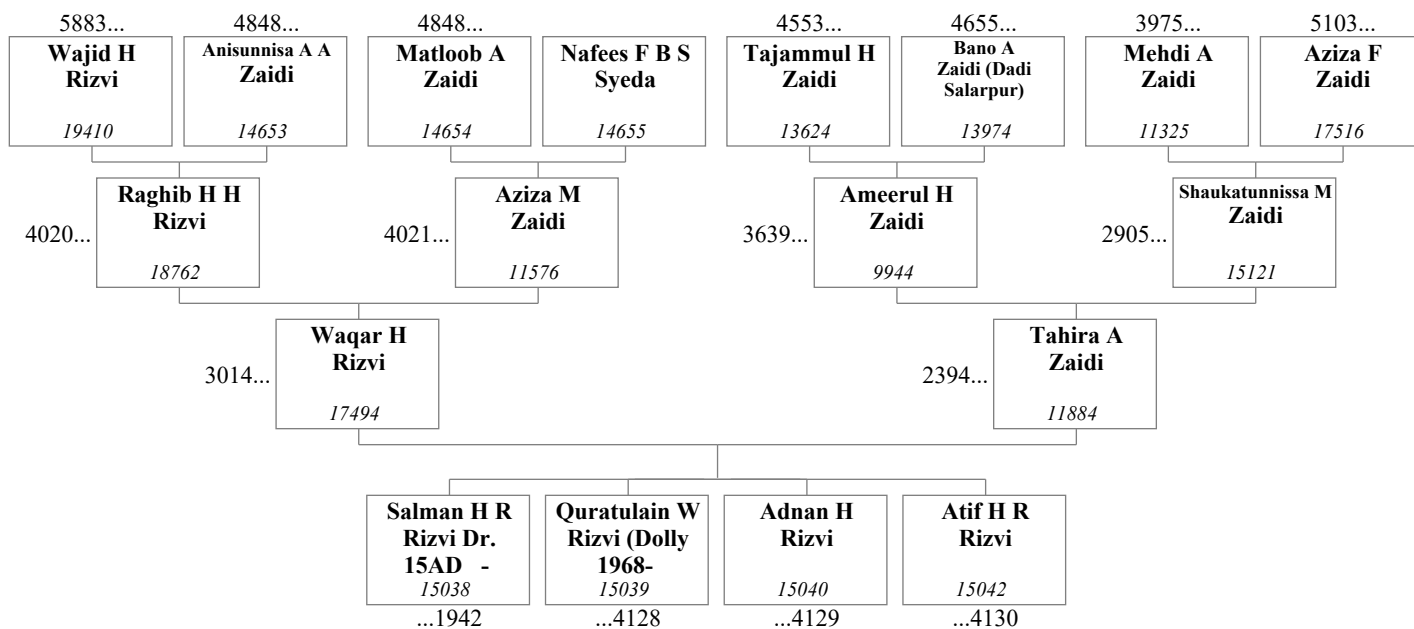 5883... 4848... 4848... 4553... 4655... 3975... 5103...
Wajid H
Rizvi
19410
Anisunnisa A A
Zaidi
14653
Matloob A
Zaidi
14654
Nafees F B S
Syeda
14655
Tajammul H
Zaidi
13624
Bano A
Zaidi (Dadi
Salarpur)
13974
Mehdi A
Zaidi
11325
Aziza F
Zaidi
17516
4020...
Raghib H H
Rizvi
18762
4021...
Aziza M
Zaidi
11576
3639...
Ameerul H
Zaidi
9944
2905...
Shaukatunnissa M
Zaidi
15121
3014...
Waqar H
Rizvi
17494
2394...
Tahira A
Zaidi
11884
Salman H R
Rizvi Dr.
15AD -
15038
...1942
Quratulain W
Rizvi (Dolly
1968-
15039
...4128
Adnan H
Rizvi
15040
...4129
Atif H R
Rizvi
15042
...4130